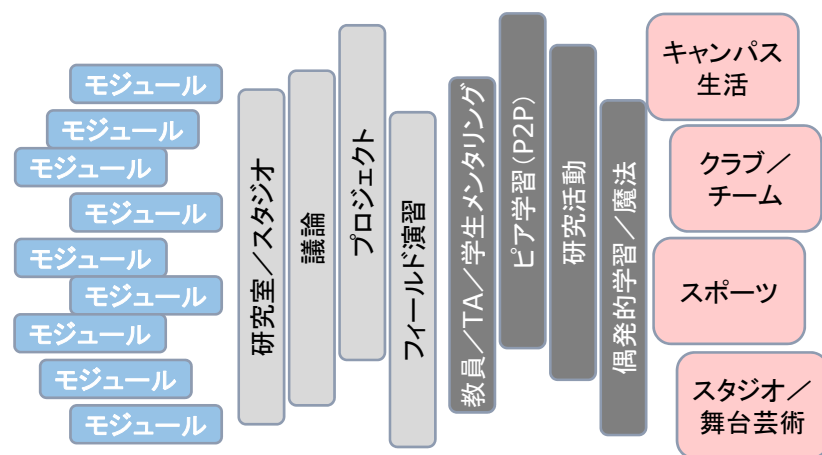 モジュール
モジュール
モジュール
モジュール
モジュール
モジュール
モジュール
モジュール
モジュール
研究室／スタジオ
議論
プロジェクト
フィールド演習
教員／TA／学生メンタリング
ピア学習（P2P）
研究活動
偶発的学習／魔法
キャンパス
生活
クラブ／
チーム
スポーツ
スタジオ／
舞台芸術